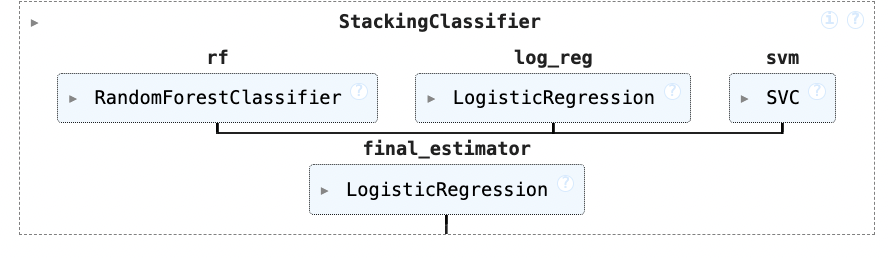 StackingClassifier i ?
rf log_reg svm
RandomForestClassifier ? LogisticRegression ? SVC ?
final_estimator
LogisticRegression ?